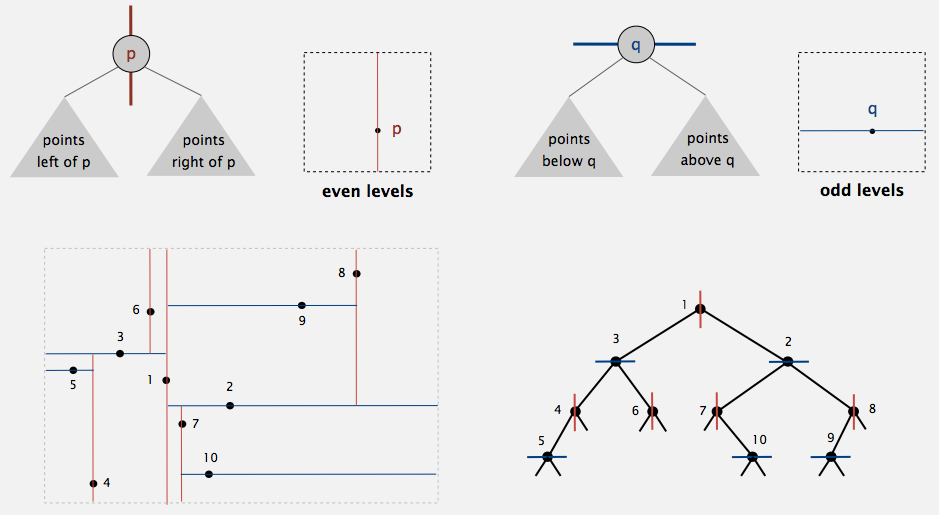 p
points
left of p
points
right of p
p
even levels
q
points
below q
points
above q
q
odd levels
8
6
9
3
5
1
2
7
10
4
1
3
2
4
6
7
8
5
10
9